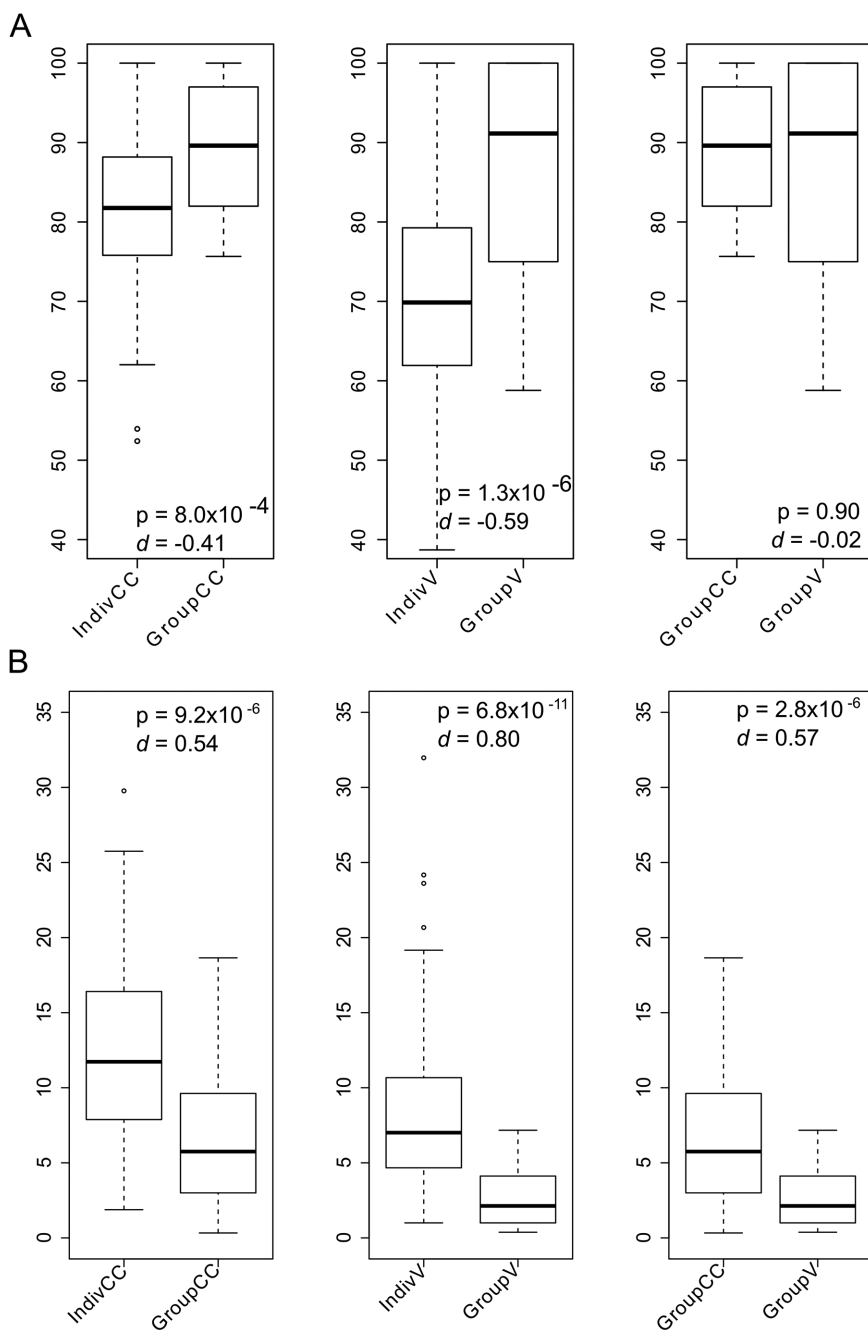 A
100
90
80
70
60
50
40
p = 8.0x10 -4
d = -0.41
IndivCC
GroupCC
100
90
80
70
60
50
40
p = 1.3x10 -6
d = -0.59
IndivV
GroupV
100
90
80
70
60
50
40
p = 0.90
d = -0.02
GroupCC
GroupV
B
35
30
25
20
15
10
5
0
p = 9.2x10 -6
d = 0.54
IndivCC
GroupCC
35
30
25
20
15
10
5
0
p = 6.8x10 -11
d = 0.80
IndivV
GroupV
35
30
25
20
15
10
5
0
p = 2.8x10 -6
d = 0.57
GroupCC
GroupV